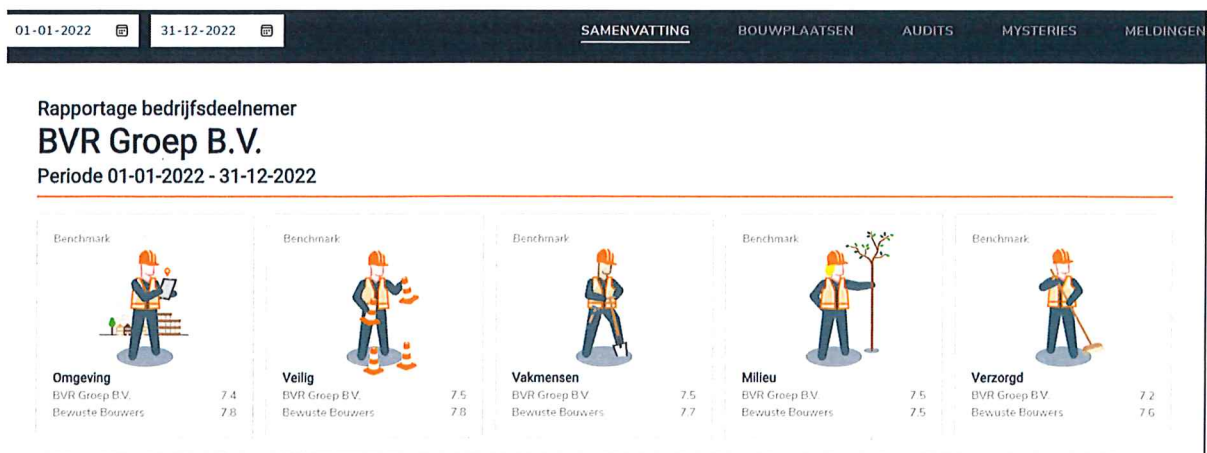 01-01-2022 31-12-2022 SAMENVATTING BOUWPLAATSEN AUDITS MYSTERIES MELDINGEN
Rapportage bedrijfsdeelnemer
BVR Groep B.V.
Periode 01-01-2022 - 31-12-2022
Benchmark
Omgeving
BVR Groep B.V. 7.4
Bewuste Bouwers 7.8
Benchmark
Veilig
BVR Groep B.V. 7.5
Bewuste Bouwers 7.8
Benchmark
Vakmensen
BVR Groep B.V. 7.5
Bewuste Bouwers 7.7
Benchmark
Milieu
BVR Groep B.V. 7.5
Bewuste Bouwers 7.5
Benchmark
Verzorgd
BVR Groep B.V. 7.2
Bewuste Bouwers 7.6